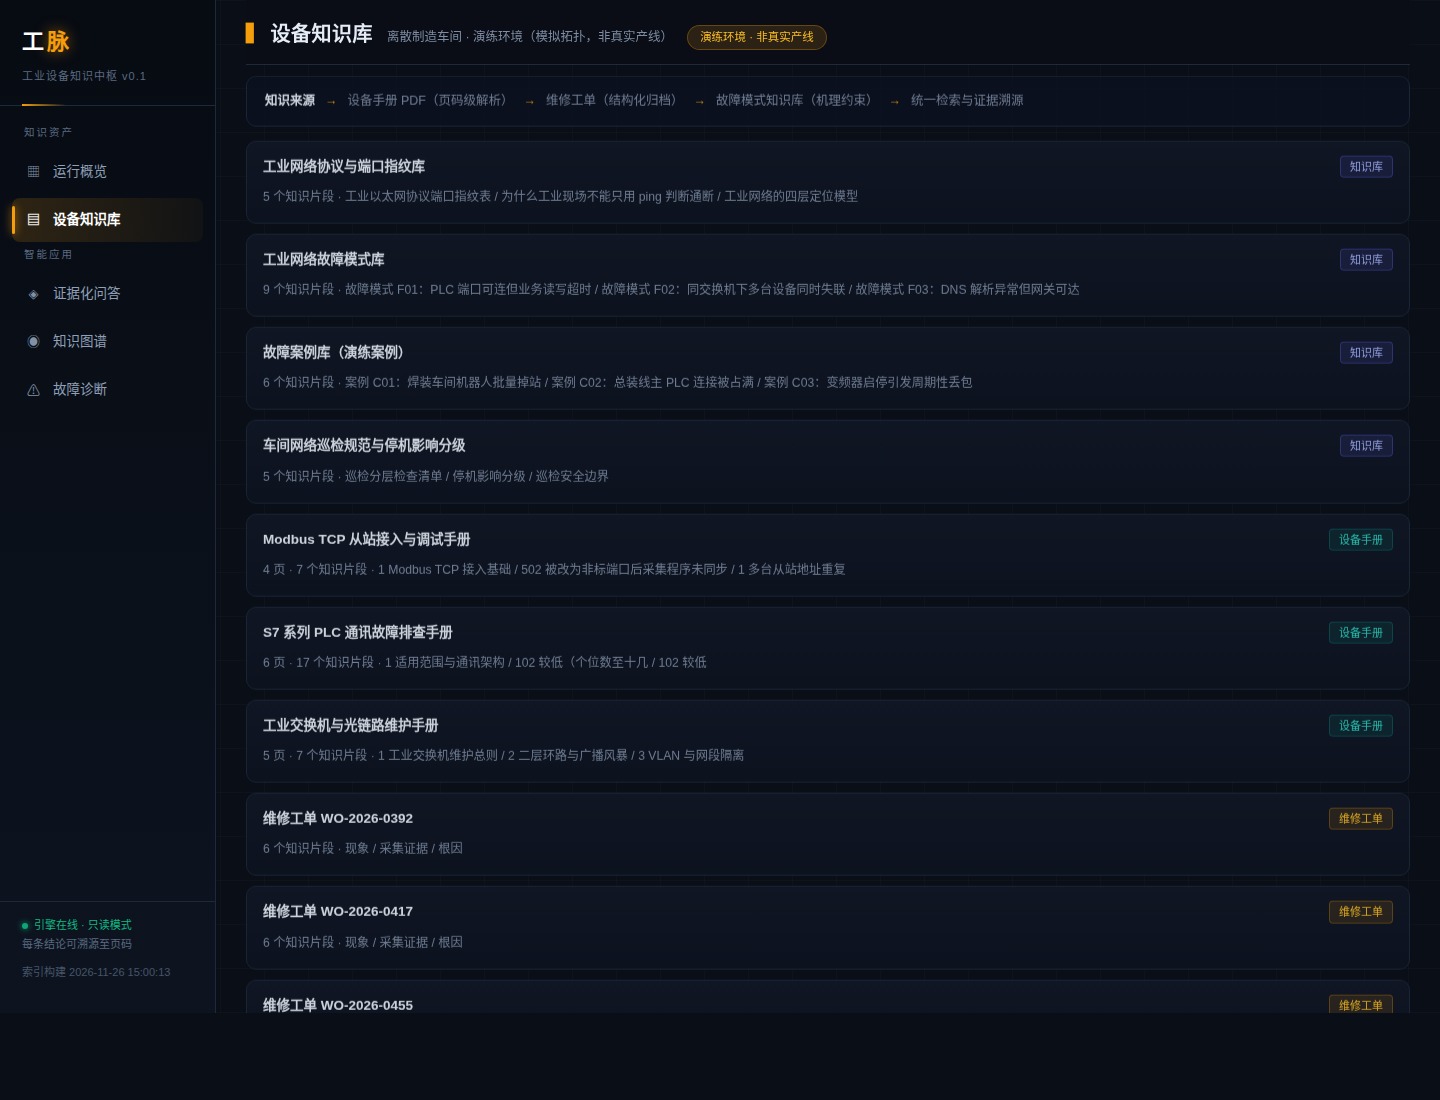 工脉
工业设备知识中枢 v0.1
知识资产
运行概览
设备知识库
智能应用
证据化问答
知识图谱
故障诊断
引擎在线 · 只读模式
每条结论可溯源至页码
索引构建 2026-11-26 15:00:13
设备知识库 离散制造车间 · 演练环境（模拟拓扑，非真实产线） 演练环境 · 非真实产线
知识来源 → 设备手册 PDF（页码级解析） → 维修工单（结构化归档） → 故障模式知识库（机理约束） → 统一检索与证据溯源
工业网络协议与端口指纹库 知识库
5 个知识片段 · 工业以太网协议端口指纹表 / 为什么工业现场不能只用 ping 判断通断 / 工业网络的四层定位模型
工业网络故障模式库 知识库
9 个知识片段 · 故障模式 F01：PLC 端口可连但业务读写超时 / 故障模式 F02：同交换机下多台设备同时失联 / 故障模式 F03：DNS 解析异常但网关可达
故障案例库（演练案例） 知识库
6 个知识片段 · 案例 C01：焊装车间机器人批量掉站 / 案例 C02：总装线主 PLC 连接被占满 / 案例 C03：变频器启停引发周期性丢包
车间网络巡检规范与停机影响分级 知识库
5 个知识片段 · 巡检分层检查清单 / 停机影响分级 / 巡检安全边界
Modbus TCP 从站接入与调试手册 设备手册
4 页 · 7 个知识片段 · 1 Modbus TCP 接入基础 / 502 被改为非标端口后采集程序未同步 / 1 多台从站地址重复
S7 系列 PLC 通讯故障排查手册 设备手册
6 页 · 17 个知识片段 · 1 适用范围与通讯架构 / 102 较低（个位数至十几 / 102 较低
工业交换机与光链路维护手册 设备手册
5 页 · 7 个知识片段 · 1 工业交换机维护总则 / 2 二层环路与广播风暴 / 3 VLAN 与网段隔离
维修工单 WO-2026-0392 维修工单
6 个知识片段 · 现象 / 采集证据 / 根因
维修工单 WO-2026-0417 维修工单
6 个知识片段 · 现象 / 采集证据 / 根因
维修工单 WO-2026-0455 维修工单